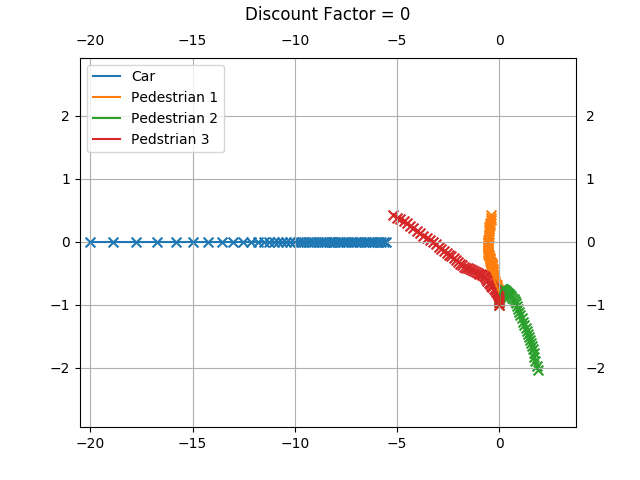 Discount Factor = 0
−20 −15 −10 −5 0
Car
Pedestrian 1
Pedestrian 2
Pedstrian 3
2 2
1 1
0 0
−1 −1
−2 −2
−20 −15 −10 −5 0